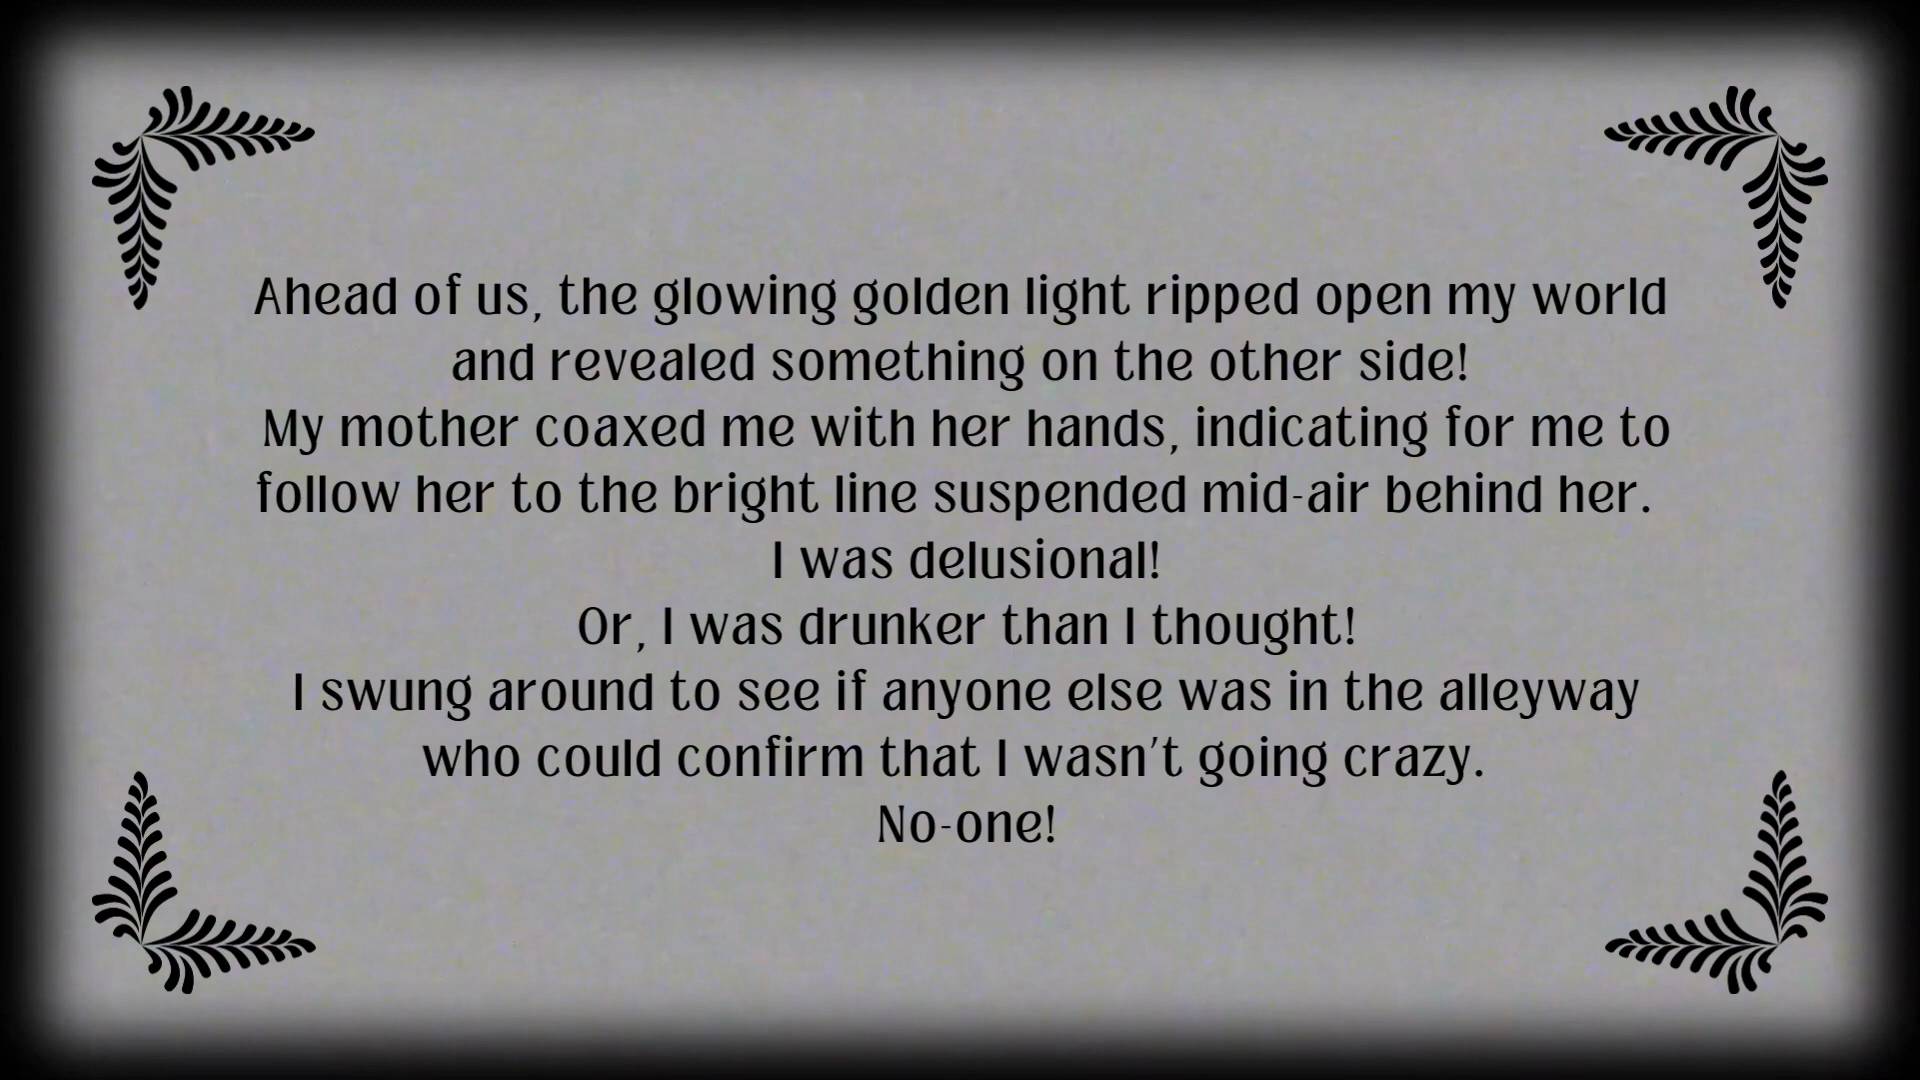 Ahead of us, the glowing golden light ripped open my world
and revealed something on the other side!
My mother coaxed me with her hands, indicating for me to
follow her to the bright line suspended mid-air behind her.
I was delusional!
Or, I was drunker than I thought!
I swung around to see if anyone else was in the alleyway
who could confirm that I wasn't going crazy.
No-one!